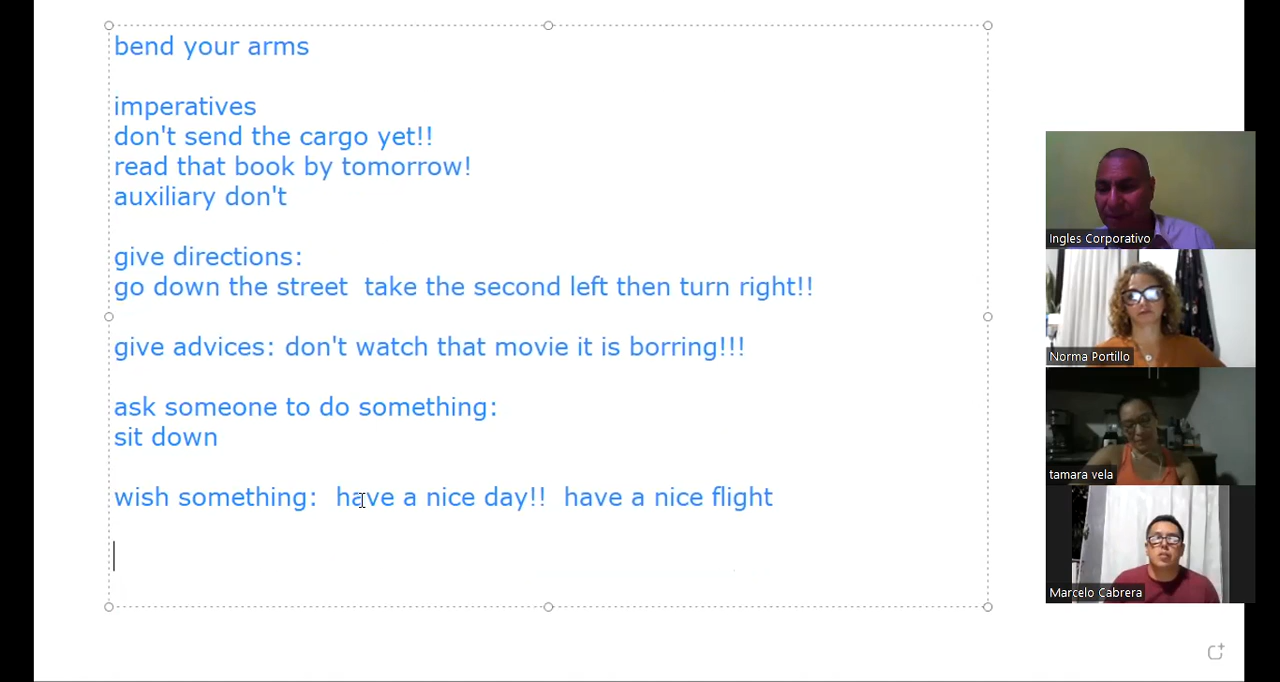 bend your arms
imperatives
don't send the cargo yet!!
read that book by tomorrow!
auxiliary don't
give directions:
go down the street  take the second left then turn right!!
give advices: don't watch that movie it is borring!!!
ask someone to do something:
sit down
wish something:  have a nice day!!  have a nice flight
Ingles Corporativo
Norma Portillo
tamara vela
Marcelo Cabrera